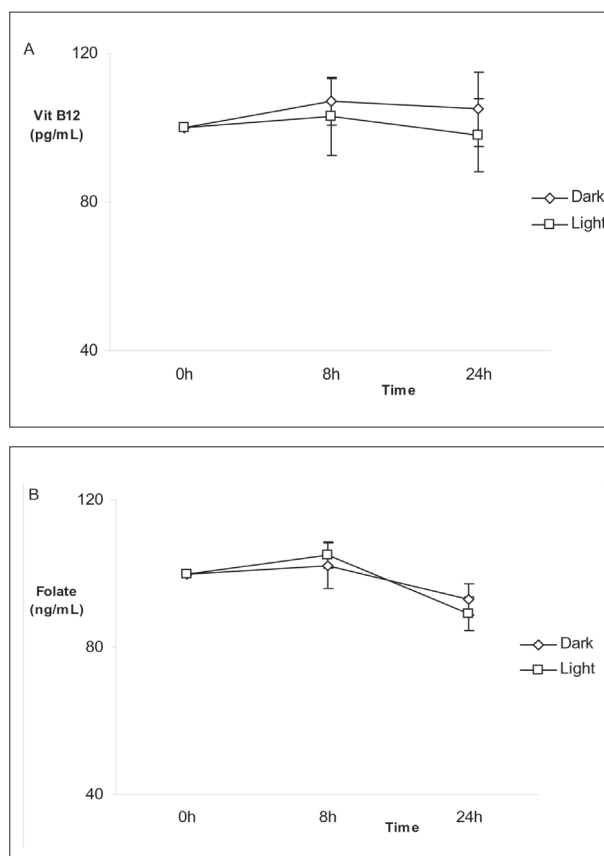 A
120
Vit B12
(pg/mL)
80
Dark
Light
40
0h 8h 24h
Time
B
120
Folate
(ng/mL)
80
Dark
Light
40
0h 8h 24h
Time